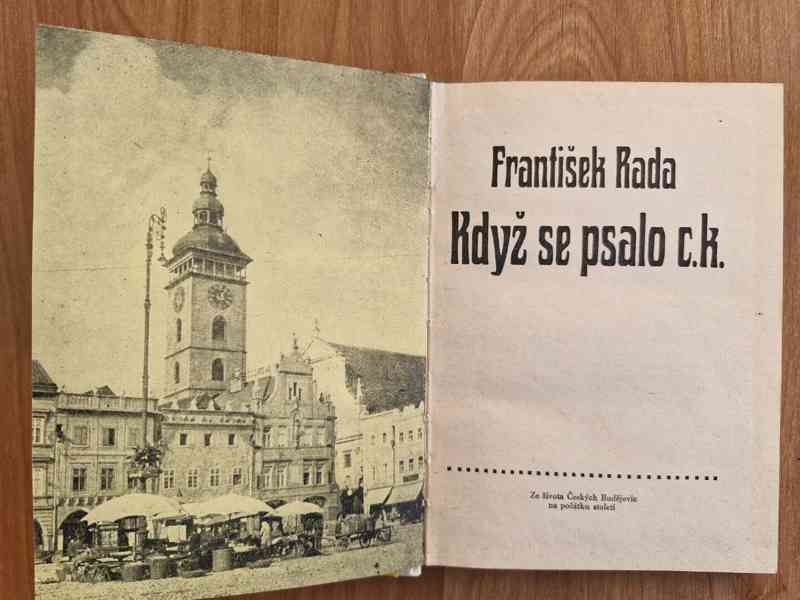 František Rada
Když se psalo c.k.
Ze života Českých Budějovic
na počátku století